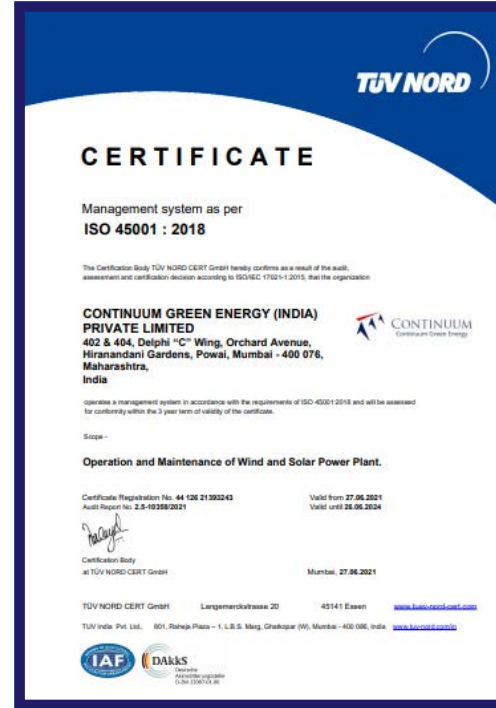 TÜV NORD
CERTIFICATE
Management system as per
ISO 45001 : 2018
The Certification Body TÜV NORD CERT GmbH hereby confirms as a result of the audit,
assessment and certification decision according to ISO/IEC 17021-1:2015, that the organization
CONTINUUM GREEN ENERGY (INDIA)
PRIVATE LIMITED
402 & 404, Delphi “C” Wing, Orchard Avenue,
Hiranandani Gardens, Powai, Mumbai - 400 076,
Maharashtra,
India
CONTINUUM
Continuum Green Energy
operates a management system in accordance with the requirements of ISO 45001:2018 and will be assessed
for conformity within the 3 year term of validity of the certificate.
Scope -
Operation and Maintenance of Wind and Solar Power Plant.
Certificate Registration No. 44 126 21393243 Valid from 27.06.2021
Audit Report No. 2.5-10358/2021 Valid until 26.06.2024
Certification Body
at TÜV NORD CERT GmbH Mumbai, 27.06.2021
TÜV NORD CERT GmbH Langemarckstrasse 20 45141 Essen www.tuev-nord-cert.com
TUV India Pvt. Ltd., 801, Raheja Plaza – 1, L.B.S. Marg, Ghatkopar (W), Mumbai - 400 086, India www.tuv-nord.com/in
IAF
DAkkS
Deutsche
Akkreditierungsstelle